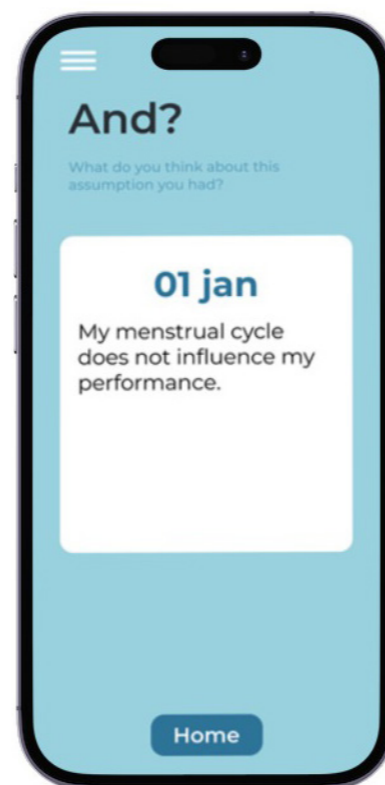 And?
What do you think about this
assumption you had?
01 jan
My menstrual cycle
does not influence my
performance.
Home